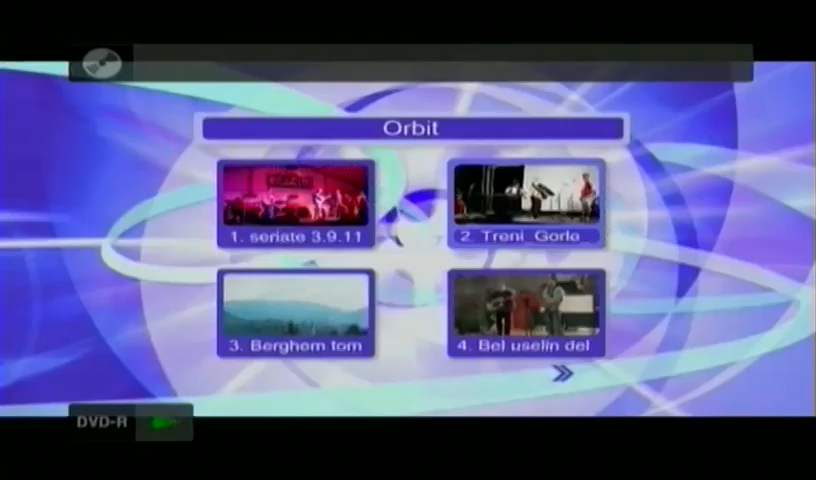 Orbit
1. seriate 3.9.11
2. Treni_Gorle
3. Berghem tom
4. Bel uselin del
DVD-R